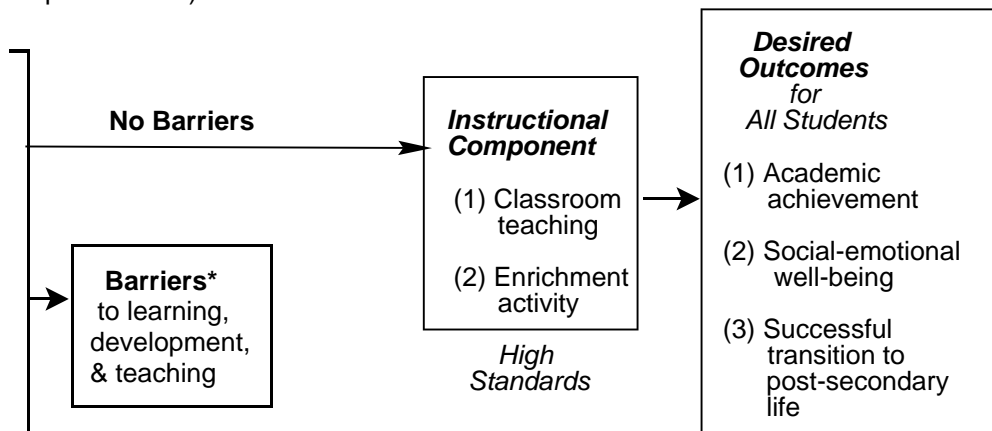 No Barriers
Barriers*
to learning,
development,
& teaching
Instructional
Component
(1) Classroom
teaching
(2) Enrichment
activity
High
Standards
Desired
Outcomes
for
All Students
(1) Academic
achievement
(2) Social-emotional
well-being
(3) Successful
transition to
post-secondary
life